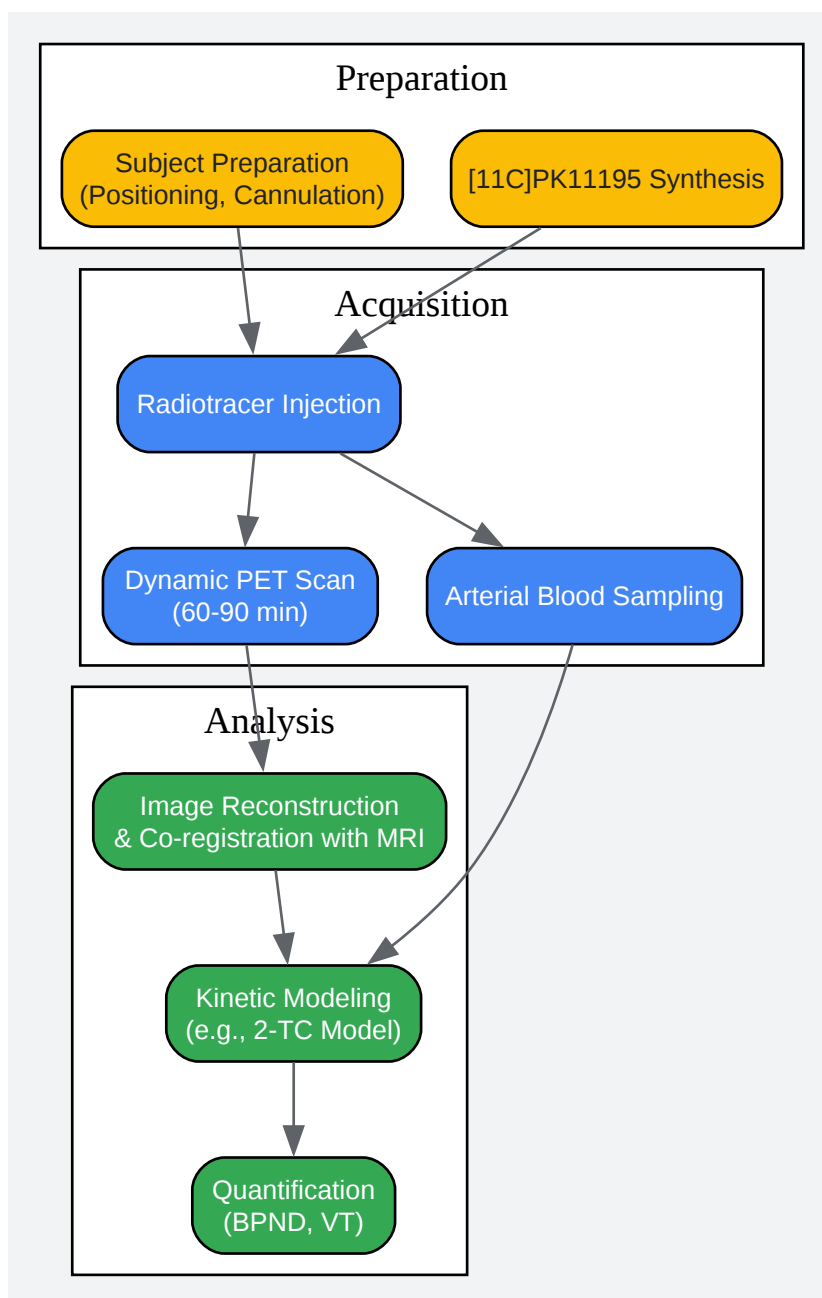 Preparation
Subject Preparation
(Positioning, Cannulation)
[11C]PK11195 Synthesis
Acquisition
Radiotracer Injection
Dynamic PET Scan
(60-90 min)
Arterial Blood Sampling
Analysis
Image Reconstruction
& Co-registration with MRI
Kinetic Modeling
(e.g., 2-TC Model)
Quantification
(BPND, VT)